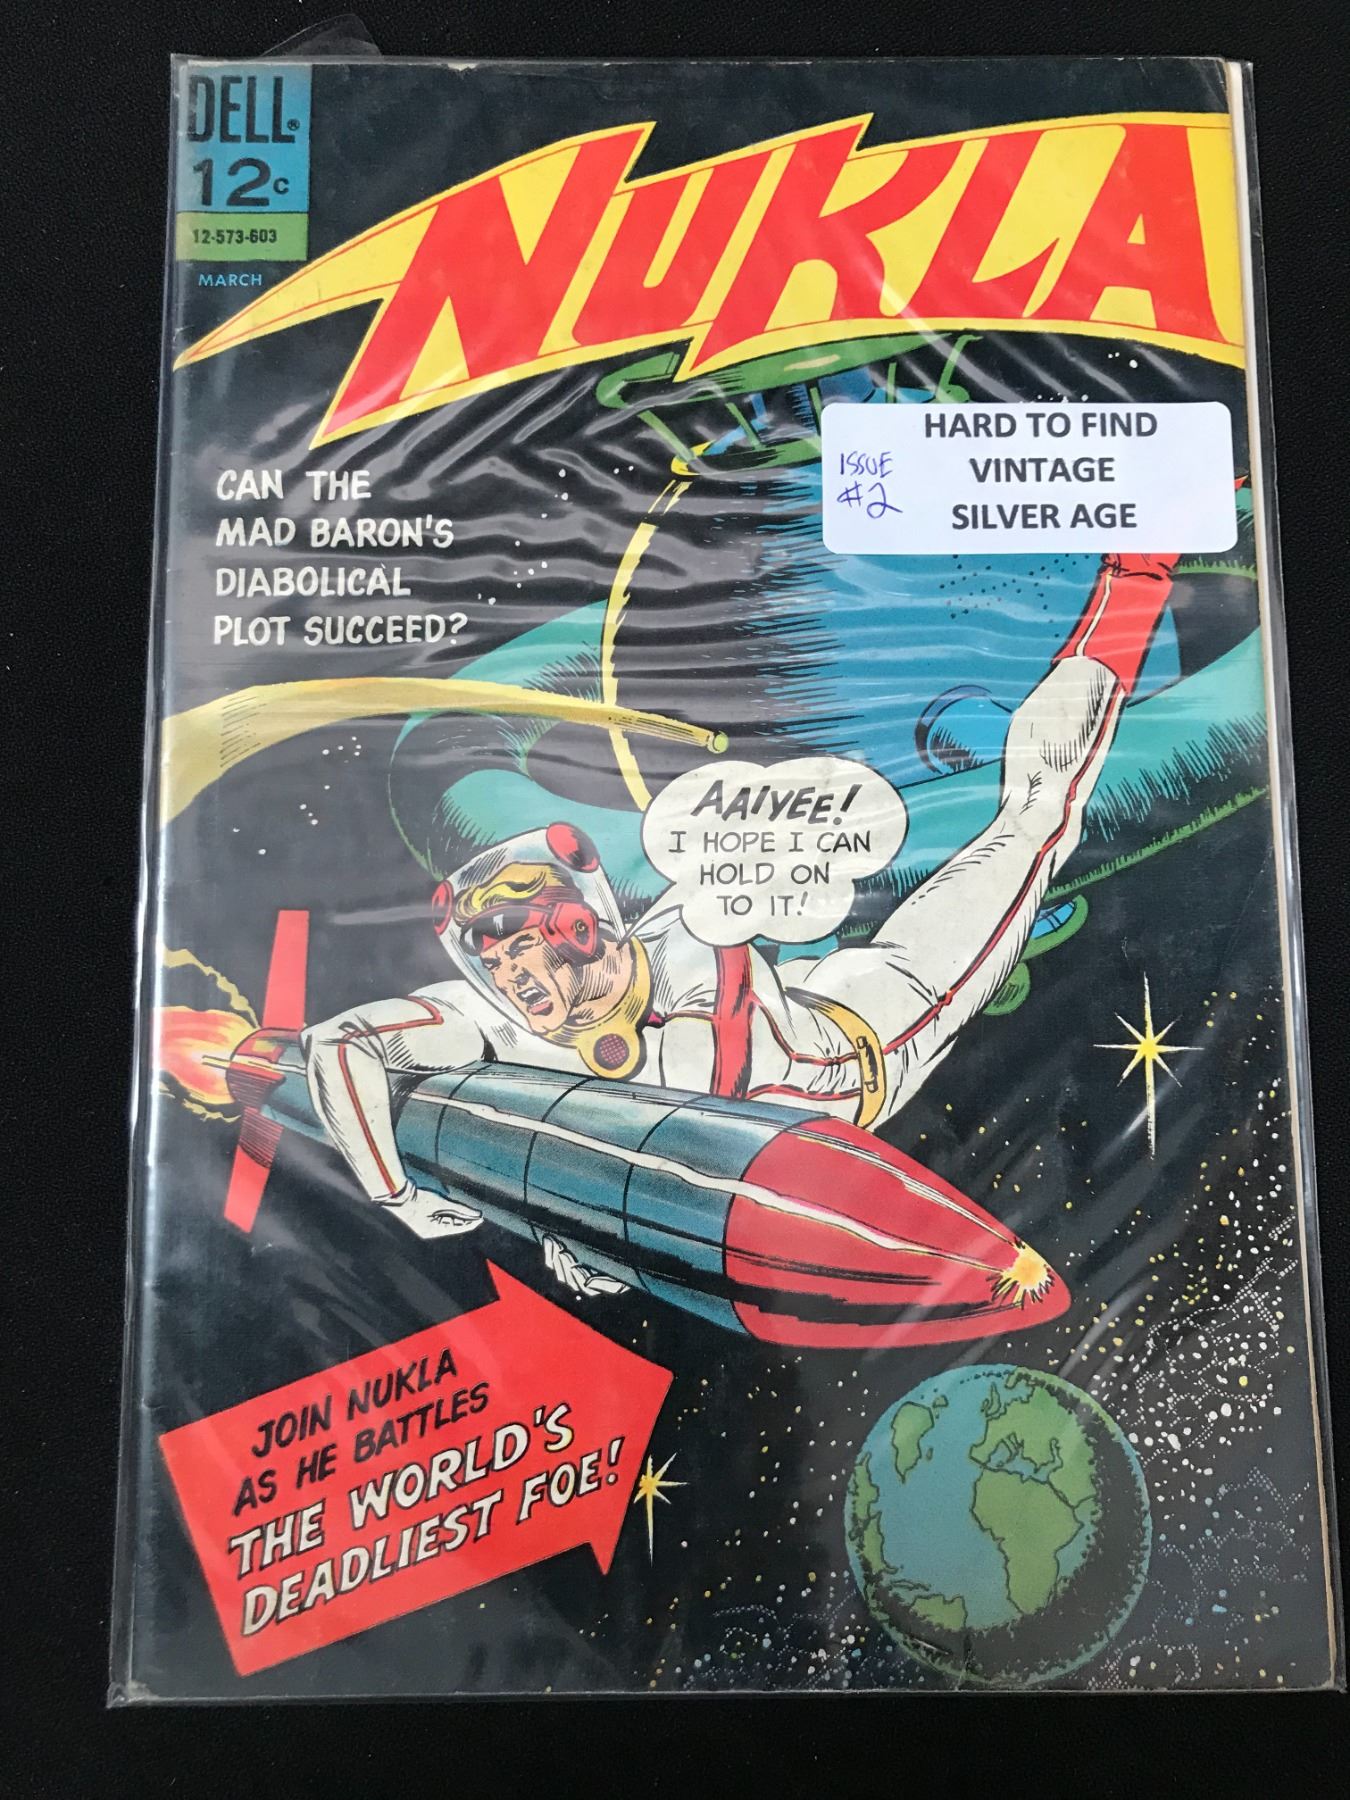 DELL®
12c
12-573-603
MARCH
NUKLA
HARD TO FIND
VINTAGE
SILVER AGE
ISSUE
#2
CAN THE
MAD BARON'S
DIABOLICAL
PLOT SUCCEED?
AAIYEE!
I HOPE I CAN
HOLD ON
TO IT!
JOIN NUKLA
AS HE BATTLES
THE WORLD'S
DEADLIEST FOE!